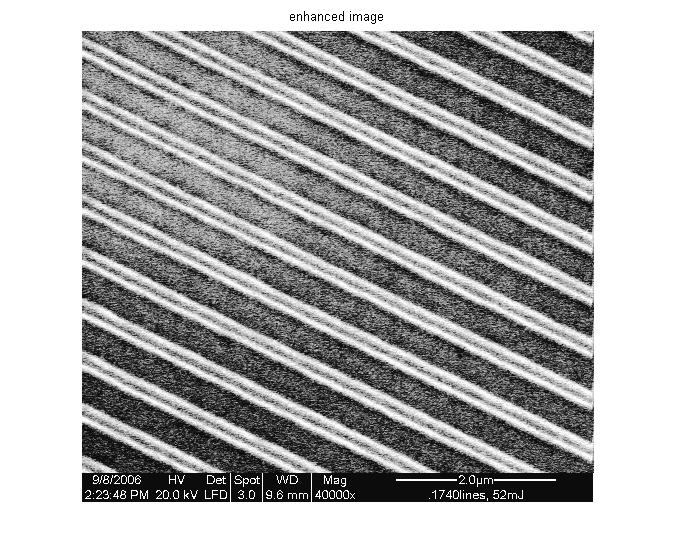 enhanced image
9/8/2006 HV Det Spot WD Mag 2.0µm
2:23:48 PM 20.0 kV LFD 3.0 9.6 mm 40000x .1740lines, 52mJ